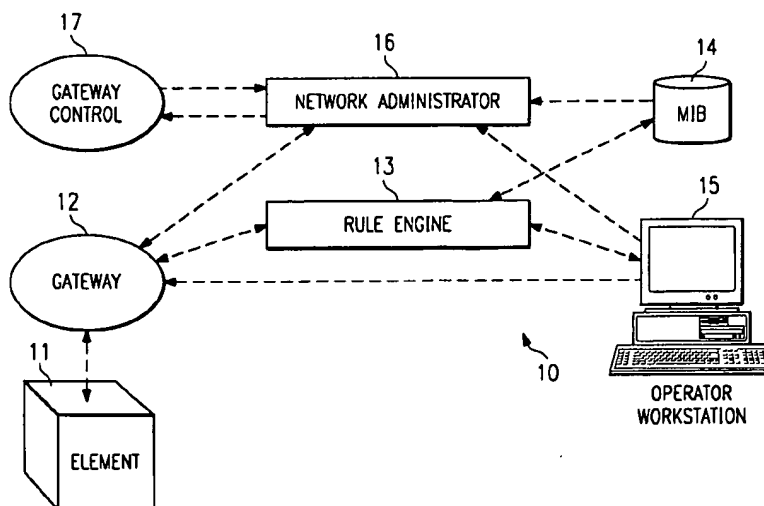 17
GATEWAY
CONTROL
16
NETWORK ADMINISTRATOR
14
MIB
13
RULE ENGINE
15
12
GATEWAY
11
ELEMENT
10
OPERATOR
WORKSTATION